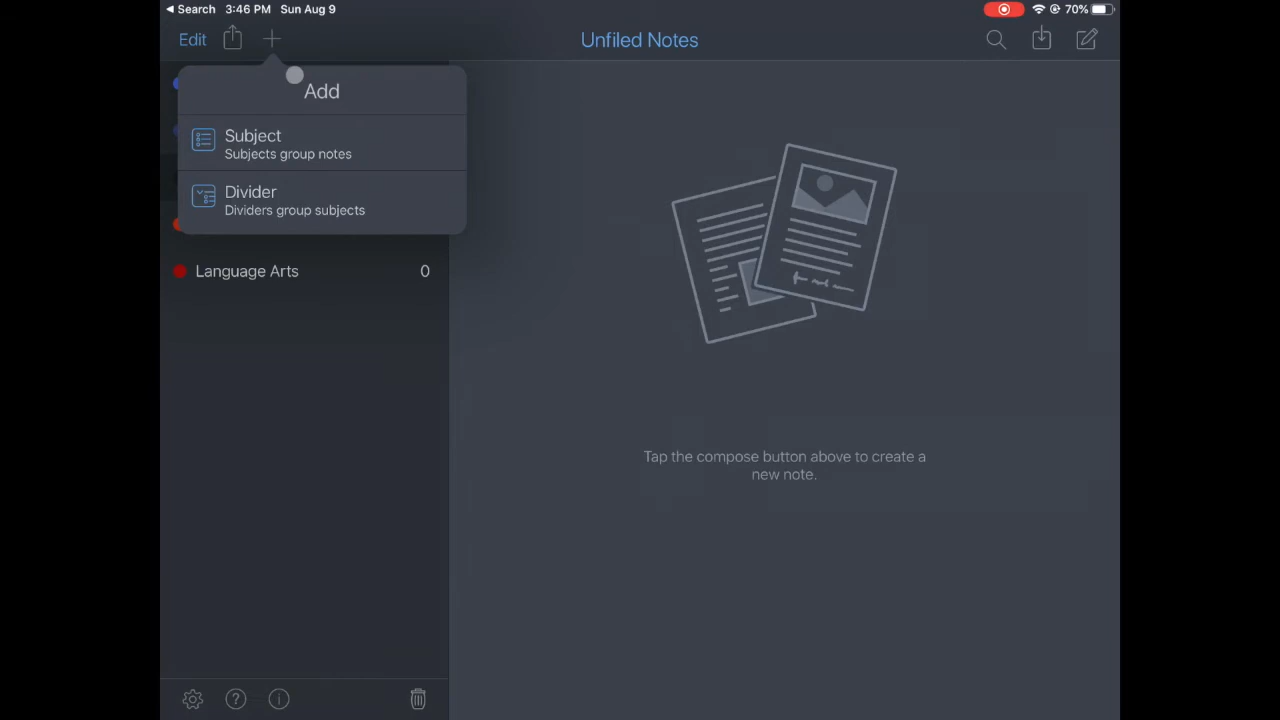 Search 3:46 PM Sun Aug 9 70%
Edit Unfiled Notes
Add
Subject
Subjects group notes
Divider
Dividers group subjects
Language Arts 0
Tap the compose button above to create a
new note.